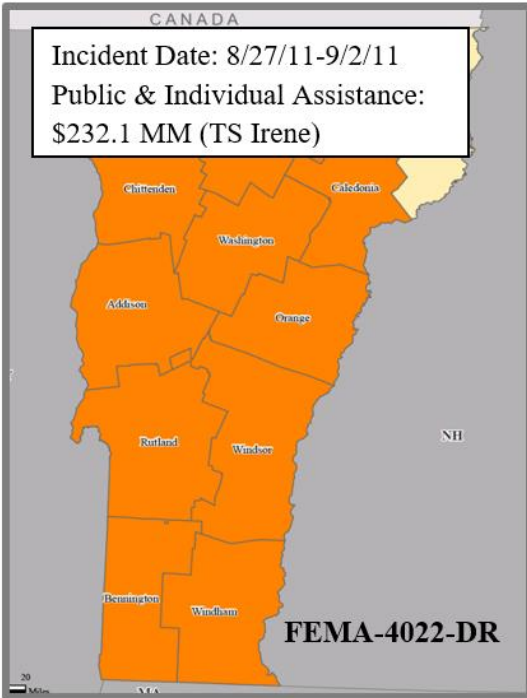 CANADA
Incident Date: 8/27/11-9/2/11
Public & Individual Assistance:
$232.1 MM (TS Irene)
Chittenden
Caledonia
Washington
Addison
Orange
Rutland
Windsor
NH
Bennington
Windham
FEMA-4022-DR
20
Miles
MA